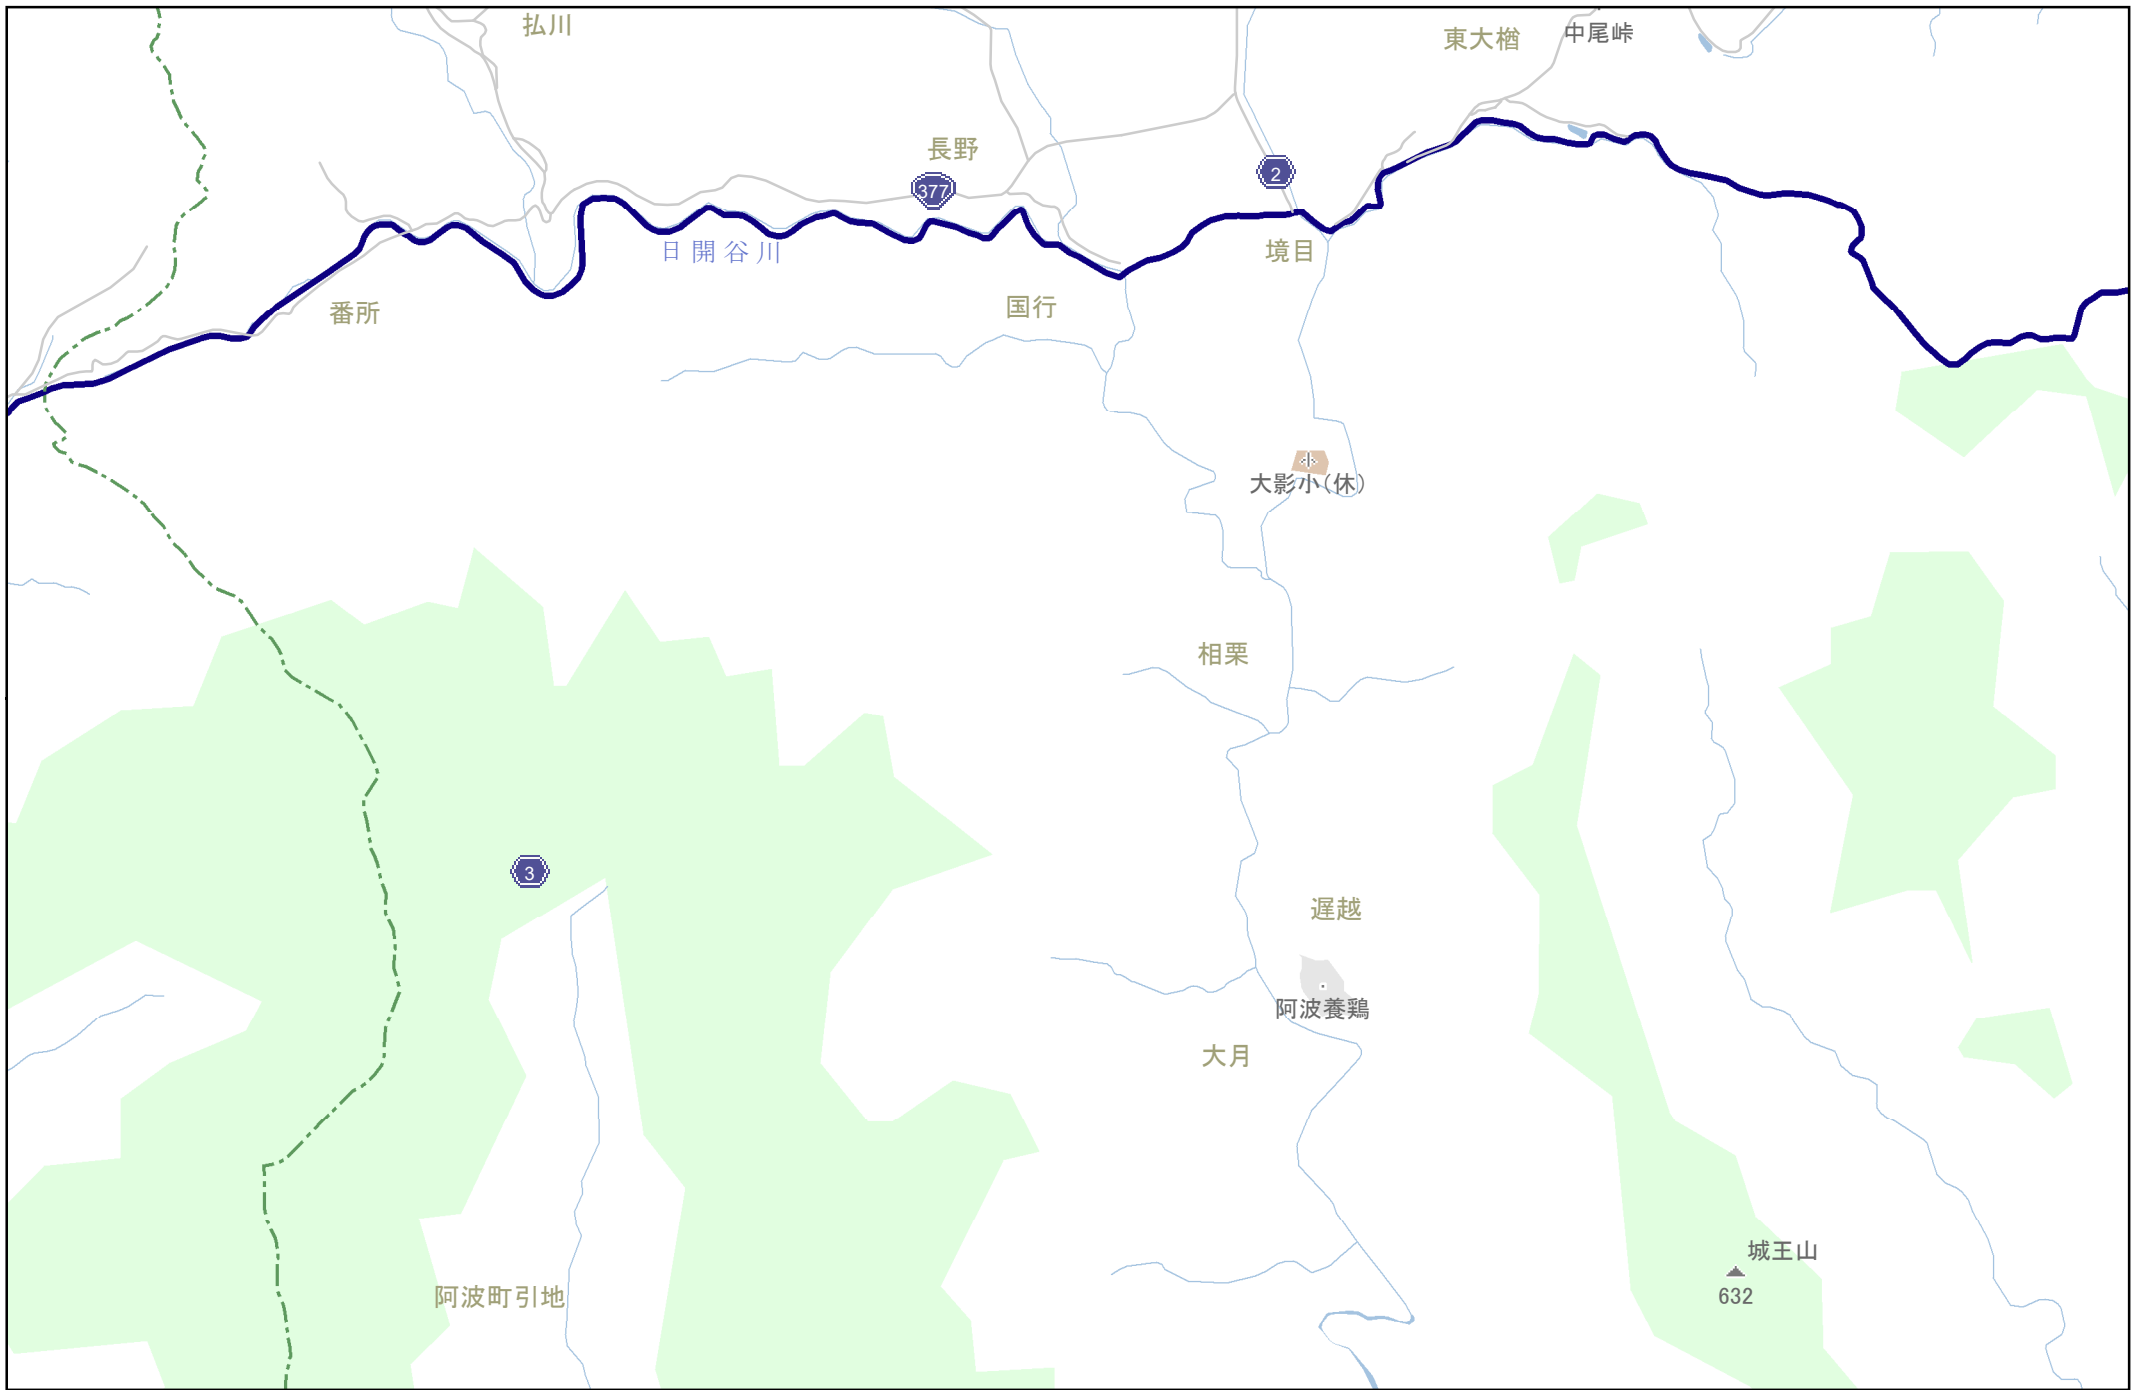 払川
東大楢
中尾峠
長野
2
377
日開谷川
境目
番所
国行
大影小(休)
相栗
3
遅越
阿波養鶏
大月
城王山
阿波町引地
632